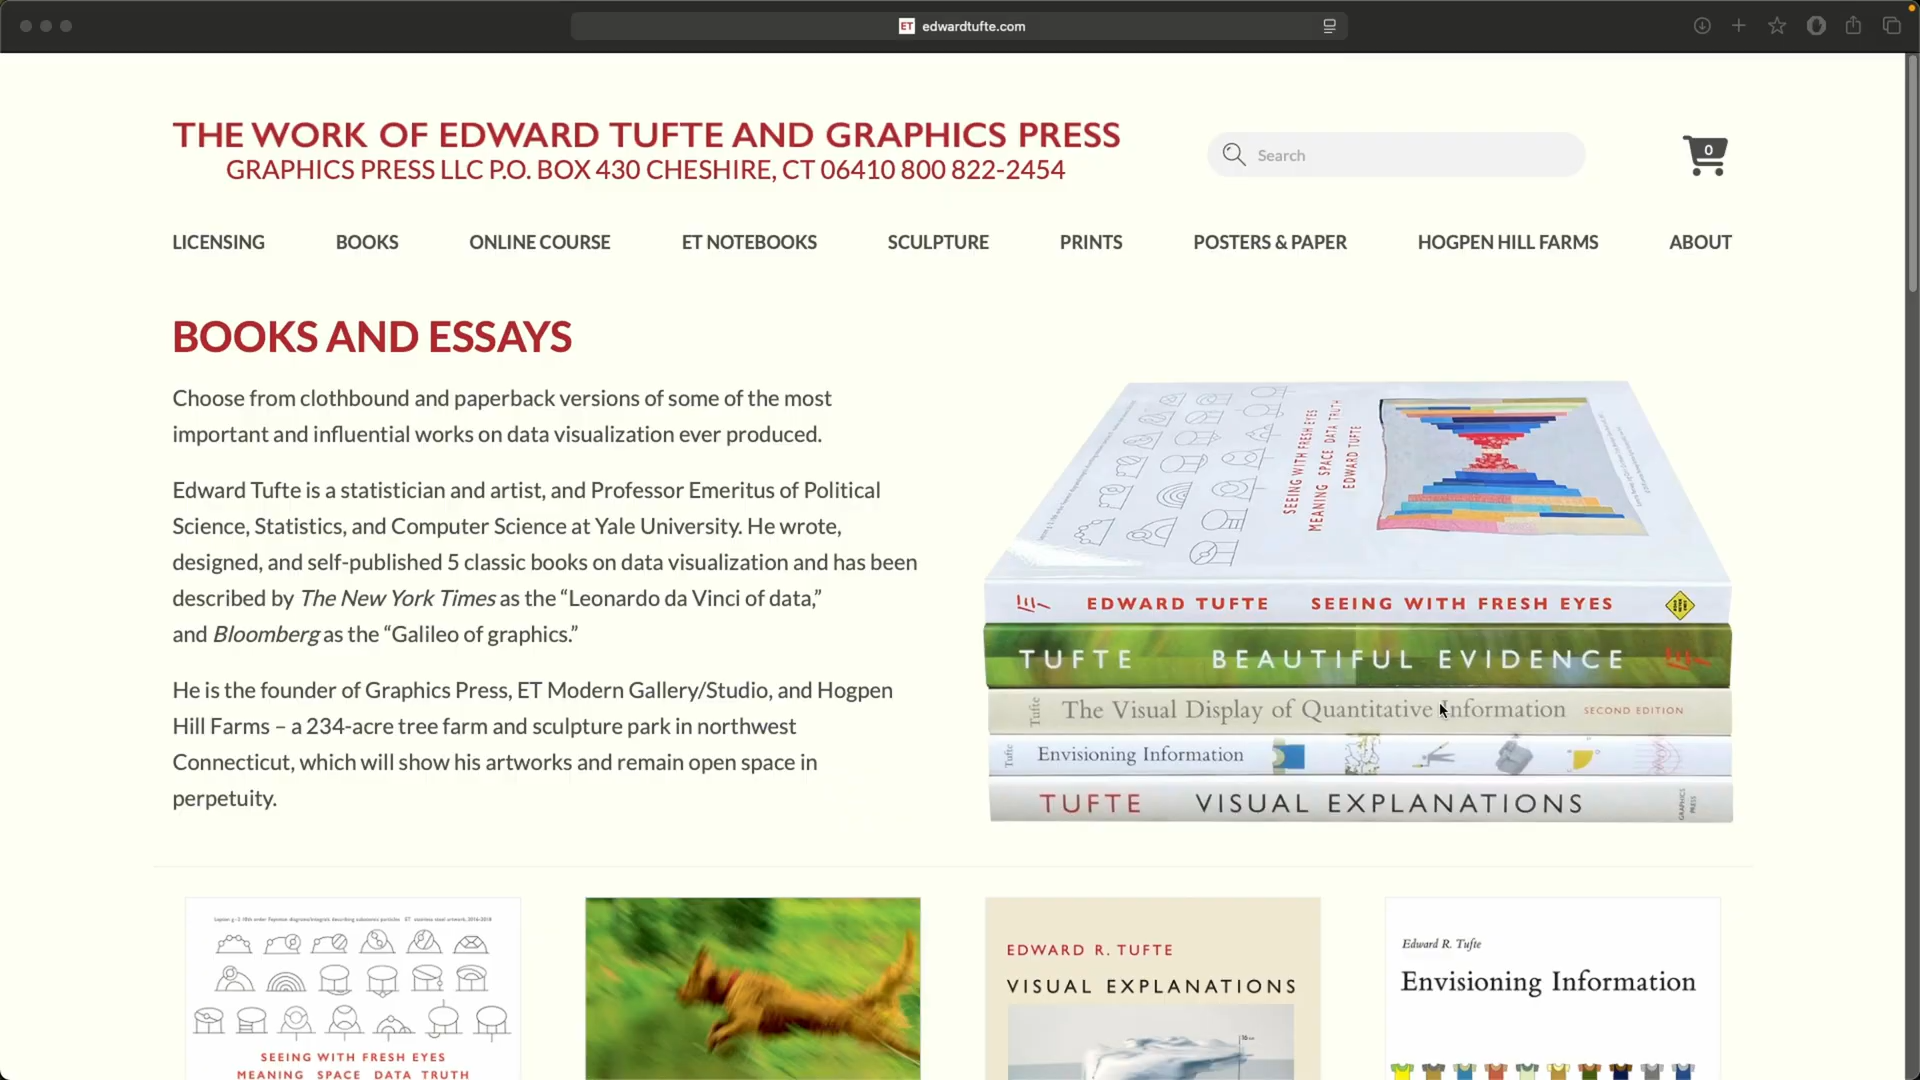 ET edwardtufte.com
THE WORK OF EDWARD TUFTE AND GRAPHICS PRESS
GRAPHICS PRESS LLC P.O. BOX 430 CHESHIRE, CT 06410 800 822-2454
Search
0
LICENSING BOOKS ONLINE COURSE ET NOTEBOOKS SCULPTURE PRINTS POSTERS & PAPER HOGPEN HILL FARMS ABOUT
BOOKS AND ESSAYS
Choose from clothbound and paperback versions of some of the most
important and influential works on data visualization ever produced.
Edward Tufte is a statistician and artist, and Professor Emeritus of Political
Science, Statistics, and Computer Science at Yale University. He wrote,
designed, and self-published 5 classic books on data visualization and has been
described by The New York Times as the “Leonardo da Vinci of data,”
and Bloomberg as the “Galileo of graphics.”
He is the founder of Graphics Press, ET Modern Gallery/Studio, and Hogpen
Hill Farms – a 234-acre tree farm and sculpture park in northwest
Connecticut, which will show his artworks and remain open space in
perpetuity.
SEEING WITH FRESH EYES
MEANING SPACE DATA TRUTH
EDWARD TUFTE
EDWARD TUFTE SEEING WITH FRESH EYES
TUFTE BEAUTIFUL EVIDENCE
Tufte The Visual Display of Quantitative Information SECOND EDITION
Tufte Envisioning Information
TUFTE VISUAL EXPLANATIONS GRAPHICS PRESS
SEEING WITH FRESH EYES
MEANING SPACE DATA TRUTH
EDWARD R. TUFTE
VISUAL EXPLANATIONS
Edward R. Tufte
Envisioning Information